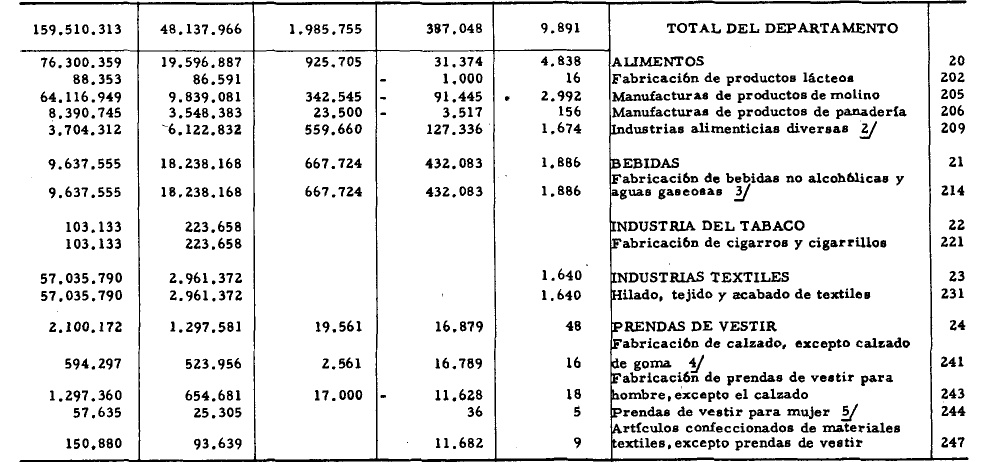 159.510.313 48.137.966 1.985.755 387.048 9.891 TOTAL DEL DEPARTAMENTO
76.300.359 19.596.887 925.705 31.374 4.838 ALIMENTOS 20
88.353 86.591 - 1.000 16 Fabricación de productos lácteos 202
64.116.949 9.839.081 342.545 - 91.445 2.992 Manufacturas de productos de molino 205
8.390.745 3.548.383 23.500 - 3.517 156 Manufacturas de productos de panadería 206
3.704.312 6.122.832 559.660 127.336 1.674 Industrias alimenticias diversas 2/ 209
9.637.555 18.238.168 667.724 432.083 1.886 BEBIDAS 21
Fabricación de bebidas no alcohólicas y
9.637.555 18.238.168 667.724 432.083 1.886 aguas gaseosas 3/ 214
103.133 223.658 INDUSTRIA DEL TABACO 22
103.133 223.658 Fabricación de cigarros y cigarrillos 221
57.035.790 2.961.372 1.640 INDUSTRIAS TEXTILES 23
57.035.790 2.961.372 1.640 Hilado, tejido y acabado de textiles 231
2.100.172 1.297.581 19.561 16.879 48 PRENDAS DE VESTIR 24
Fabricación de calzado, excepto calzado
594.297 523.956 2.561 16.789 16 de goma 4/ 241
Fabricación de prendas de vestir para
1.297.360 654.681 17.000 - 11.628 18 hombre, excepto el calzado 243
57.635 25.305 36 5 Prendas de vestir para mujer 5/ 244
Artículos confeccionados de materiales
150.880 93.639 11.682 9 textiles, excepto prendas de vestir 247